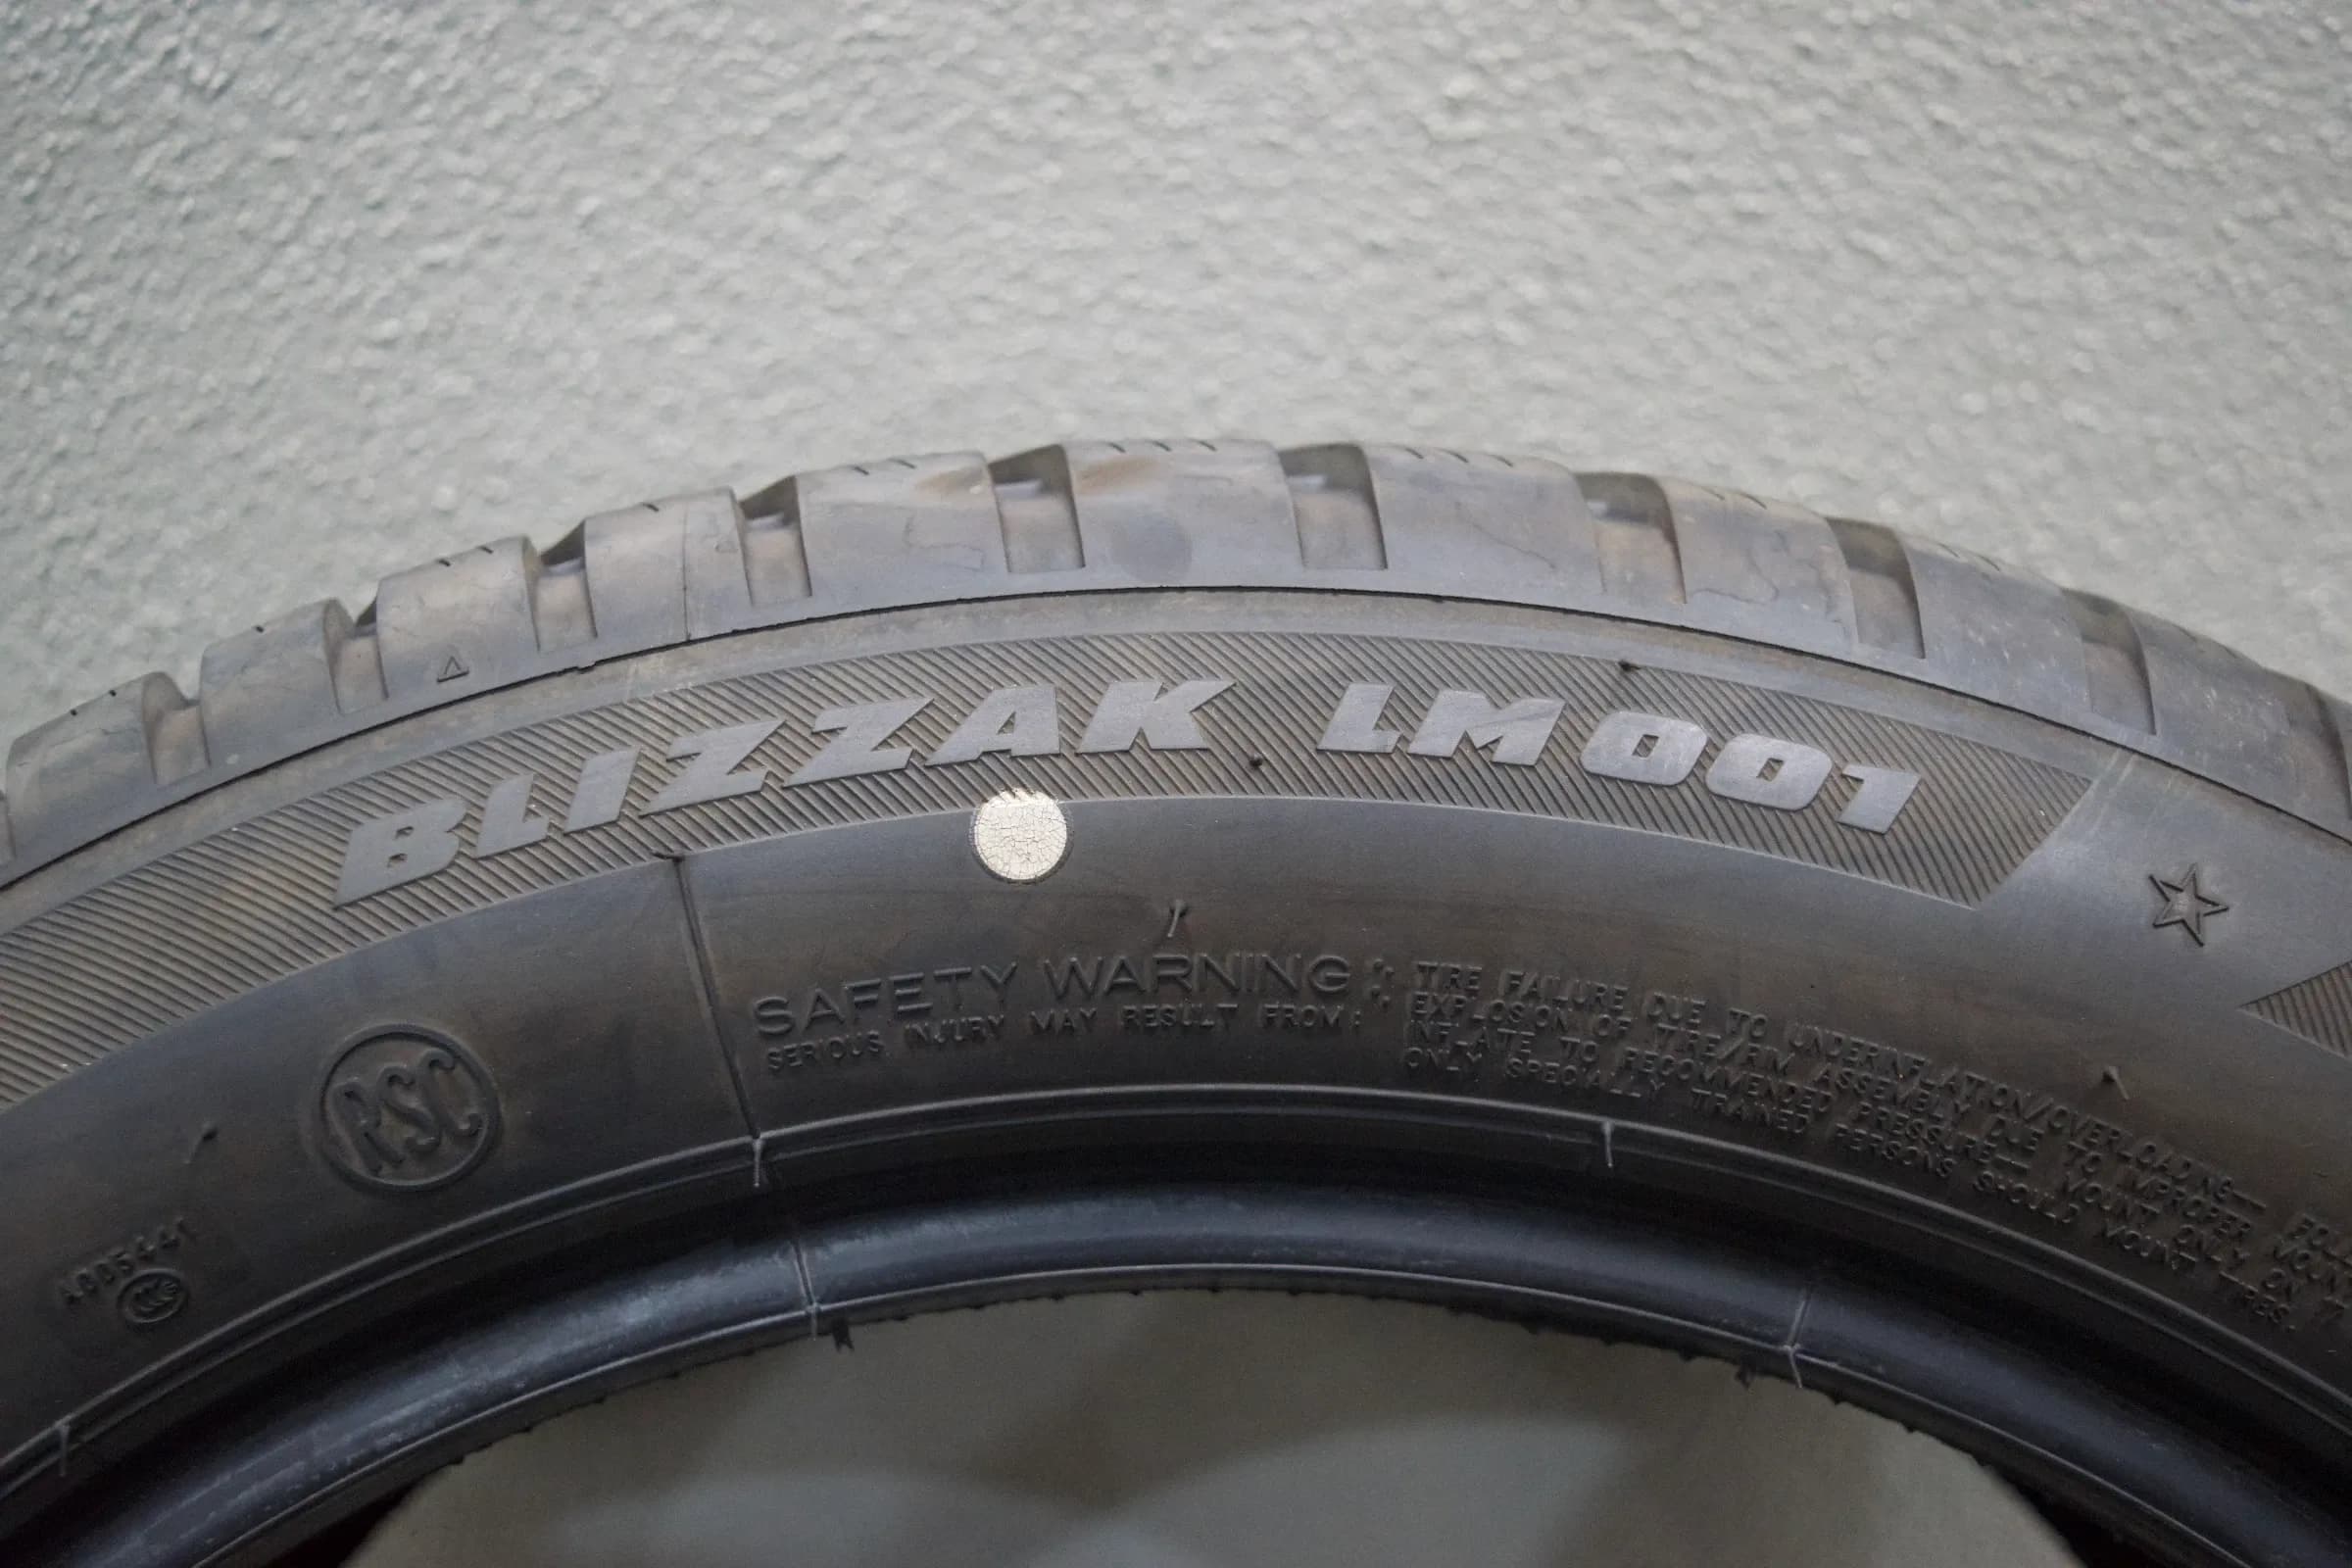 BLIZZAK LM001
RSC
SAFETY WARNING
SERIOUS INJURY MAY RESULT FROM:
TIRE FAILURE DUE TO UNDERINFLATION/OVERLOADING—
EXPLOSION OF TIRE/RIM ASSEMBLY DUE TO IMPROPER
INFLATE TO RECOMMENDED PRESSURE— MOUNT ONLY ON
ONLY SPECIALLY TRAINED PERSONS SHOULD MOUNT TIRES.
A005441
CCC